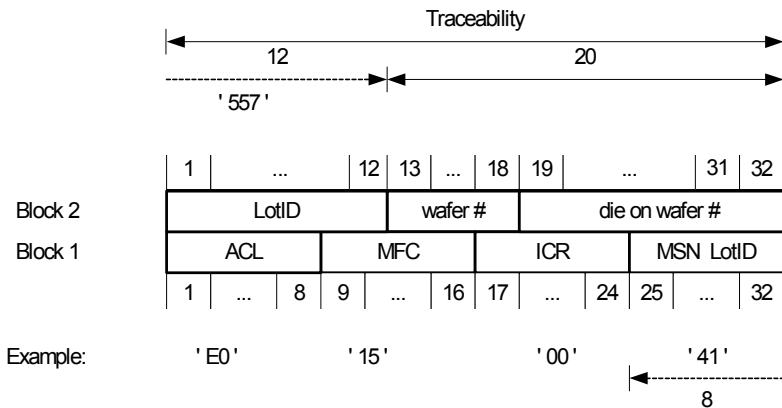 Traceability
12 20
' 557 '
1 ... 12 13 ... 18 19 ... 31 32
Block 2 LotID wafer # die on wafer #
Block 1 ACL MFC ICR MSN LotID
1 ... 8 9 ... 16 17 ... 24 25 ... 32
Example: ' E0 ' ' 15 ' ' 00 ' ' 41 '
8